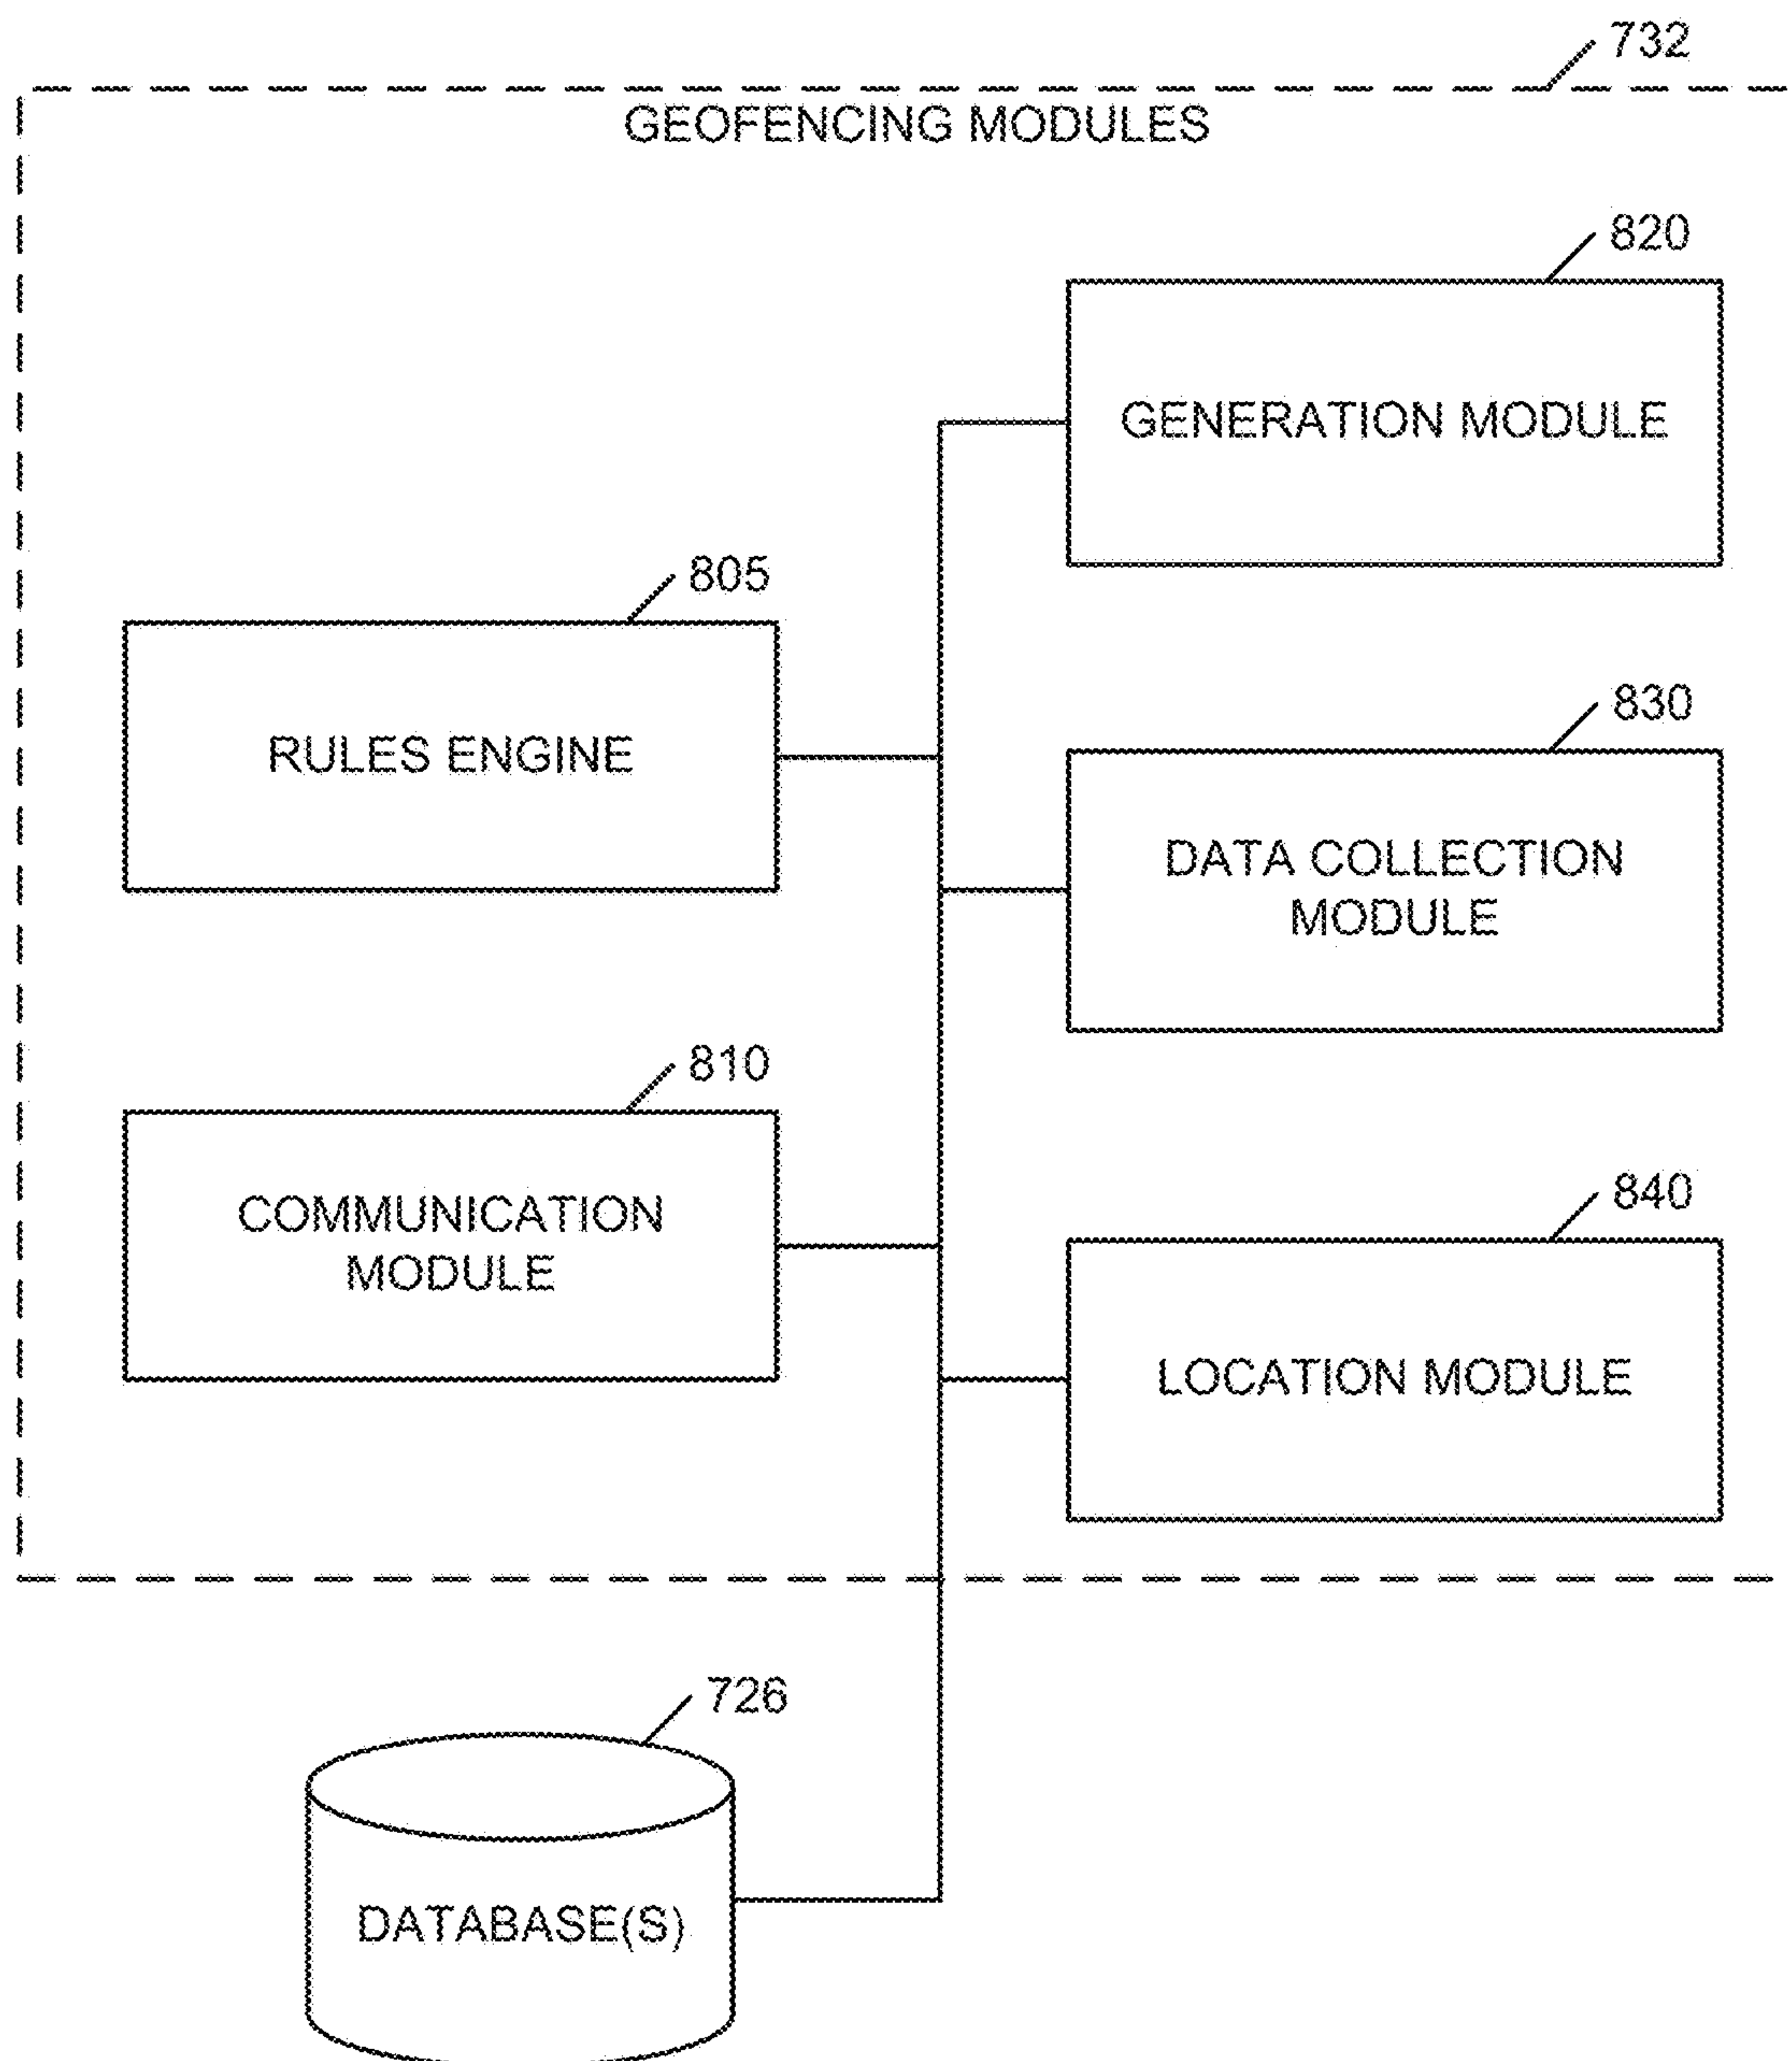 732
GEOFENCING MODULES
820
GENERATION MODULE
805
RULES ENGINE
830
DATA COLLECTION
MODULE
810
COMMUNICATION
MODULE
840
LOCATION MODULE
726
DATABASE(S)